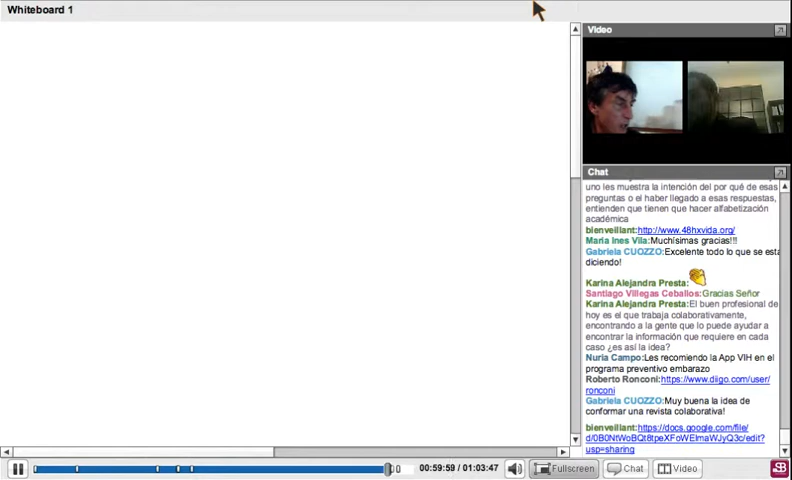 Whiteboard 1
Video
Chat
uno les muestra la intención del por qué de esas
preguntas o el haber llegado a esas respuestas,
entienden que tienen que hacer alfabetización
académica
bienveillant:http://www.48hxvida.org/
Maria Ines Vila:Muchísimas gracias!!!
Gabriela CUOZZO:Excelente todo lo que se esta
diciendo!
Karina Alejandra Presta:
Santiago Villegas Ceballos:Gracias Señor
Karina Alejandra Presta:El buen profesional de
hoy es el que trabaja colaborativamente,
encontrando a la gente que lo puede ayudar a
encontrar la información que requiere en cada
caso ¿es así la idea?
Nuria Campo:Les recomiendo la App VIH en el
programa preventivo embarazo
Roberto Ronconi:https://www.diigo.com/user/
ronconi
Gabriela CUOZZO:Muy buena la idea de
conformar una revista colaborativa!
bienveillant:https://docs.google.com/file/
d/0B0NtWoBQt8tpeXFoWElmaWJyQ3c/edit?
usp=sharing
00:59:59 / 01:03:47
Fullscreen
Chat
Video
SB